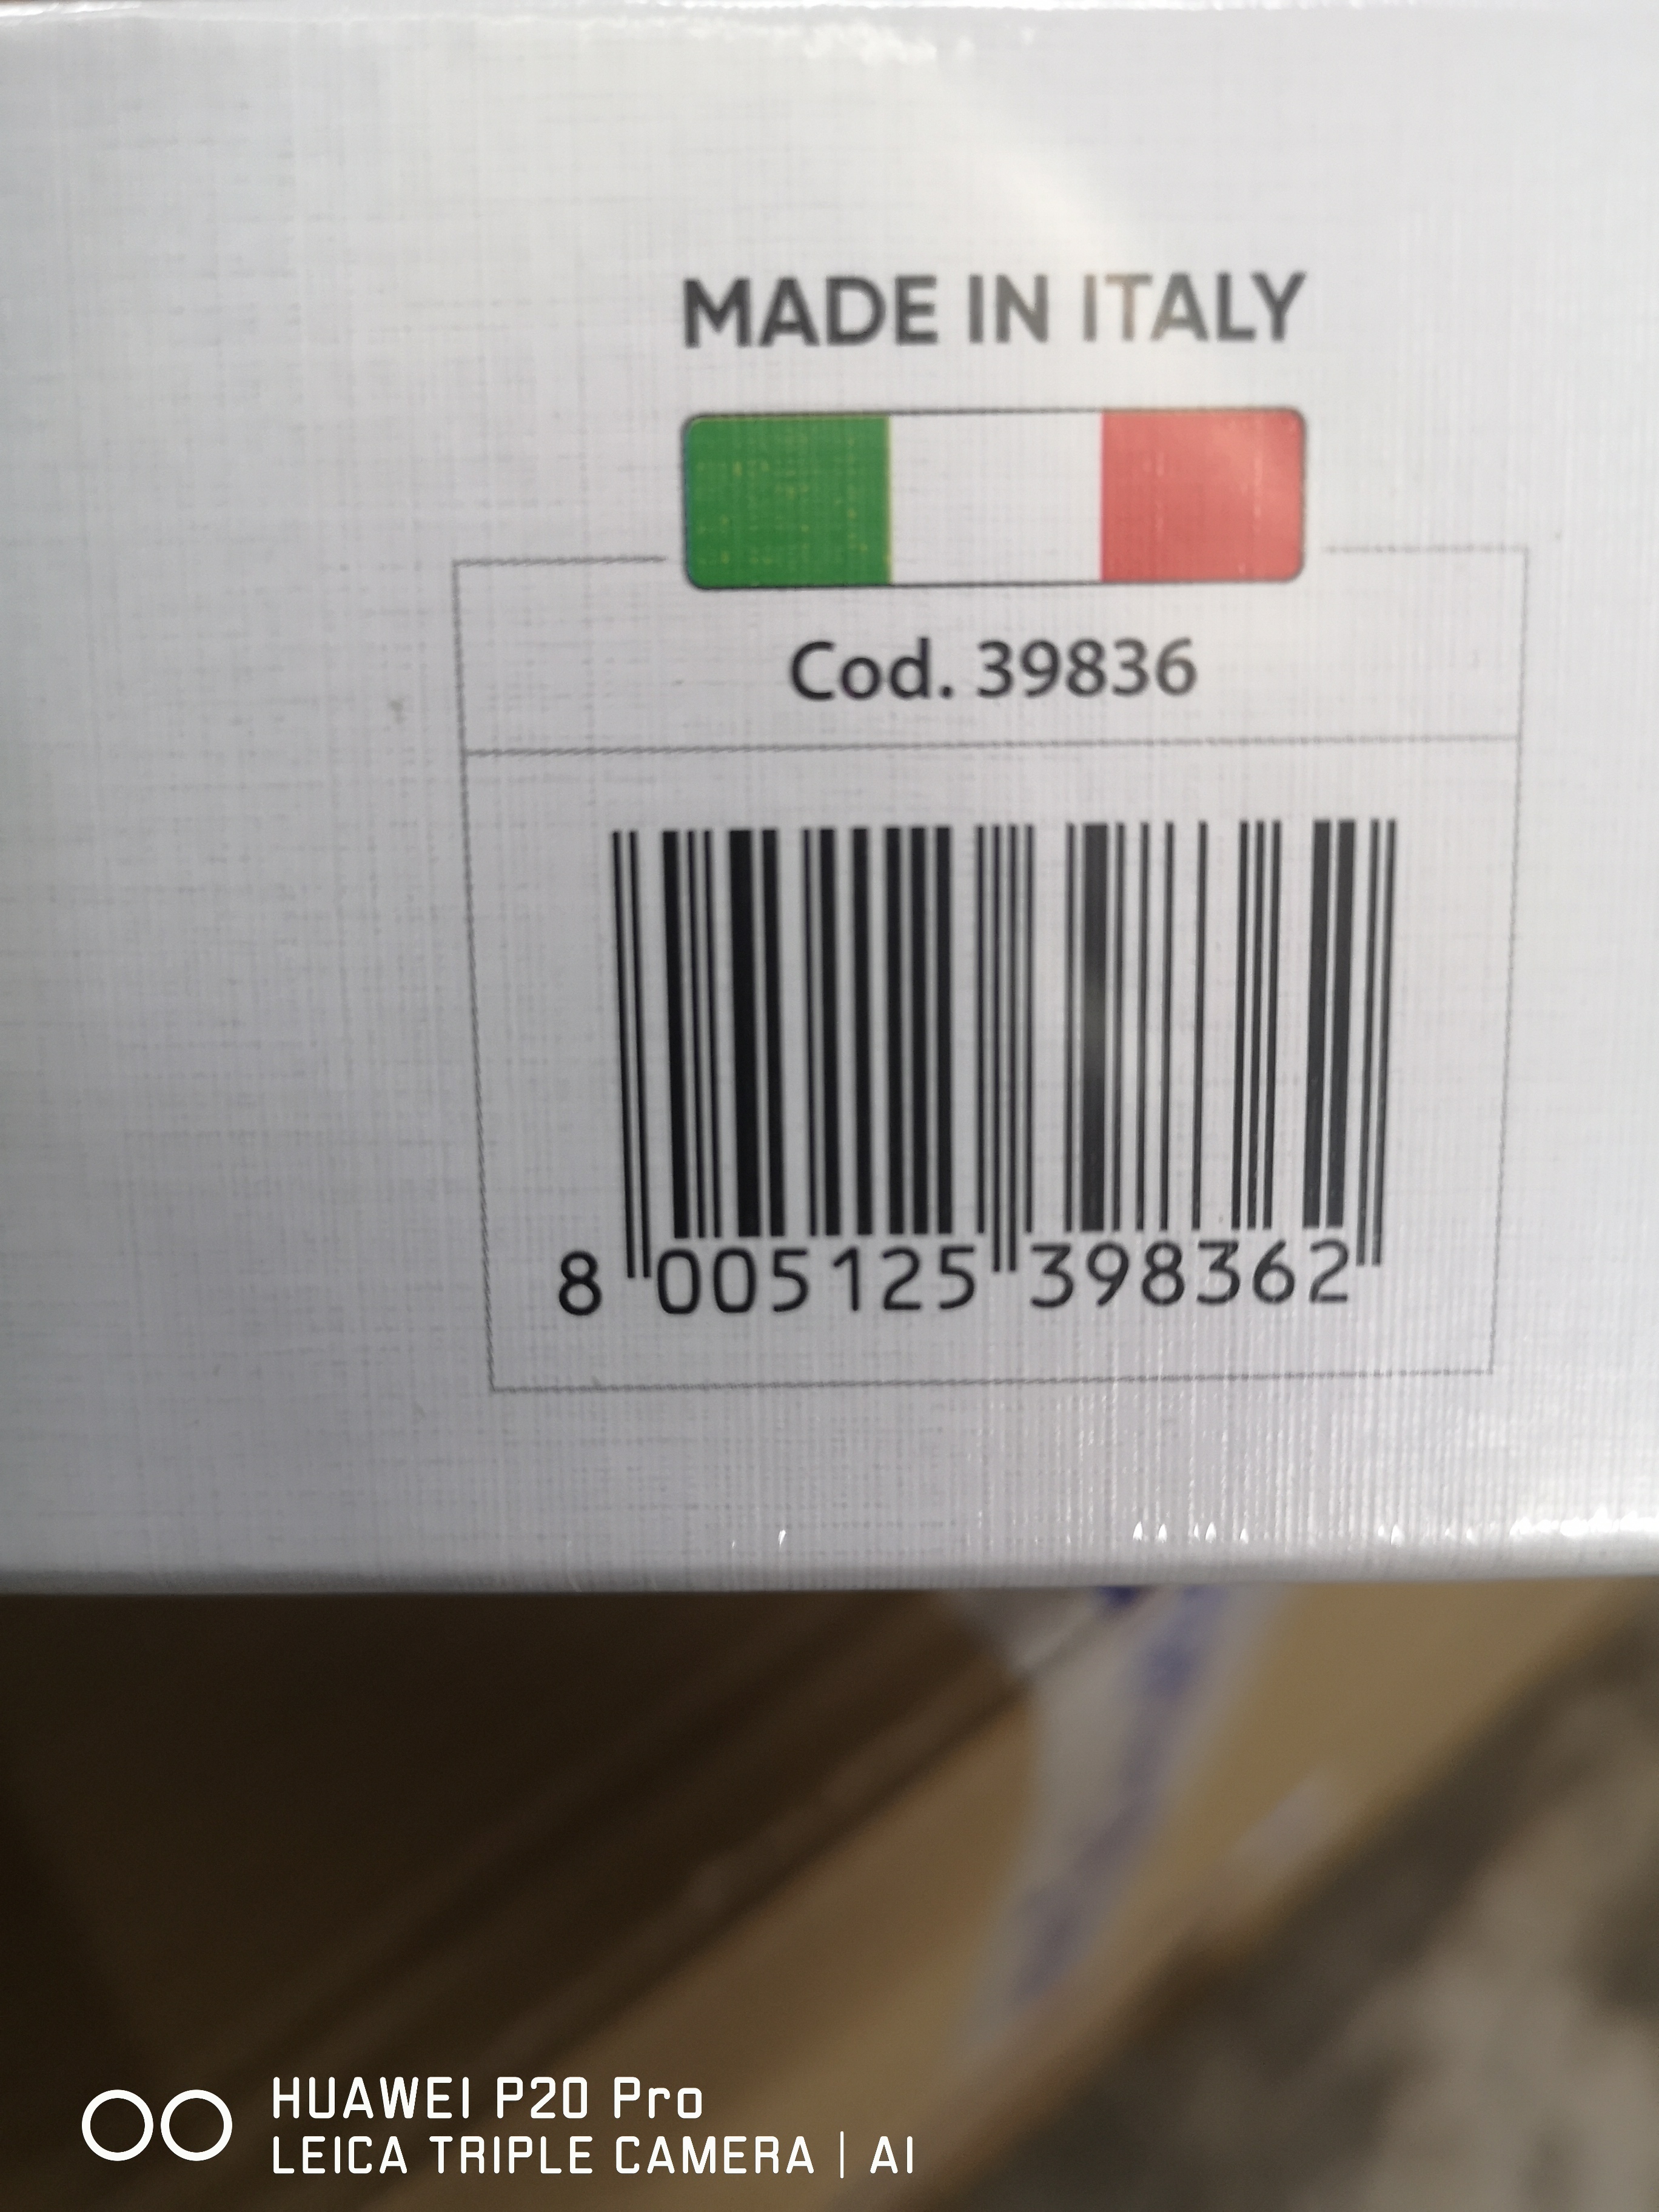 MADE IN ITALY
Cod. 39836
8 005125 398362
HUAWEI P20 Pro
LEICA TRIPLE CAMERA | AI